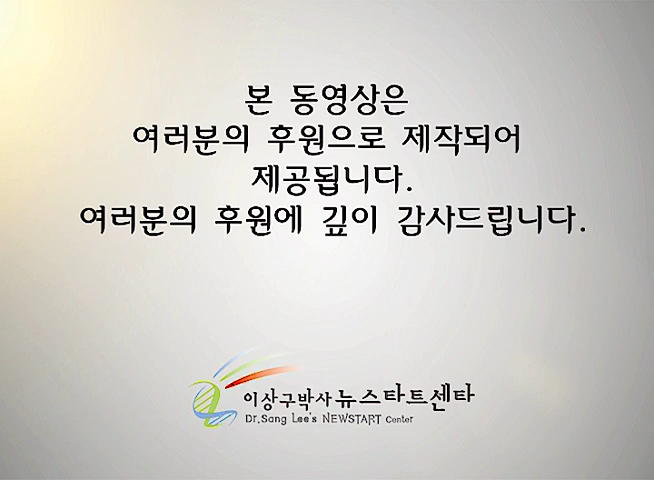 본 동영상은
여러분의 후원으로 제작되어
제공됩니다.
여러분의 후원에 깊이 감사드립니다.
이상구박사 뉴스타트센타
Dr.Sang Lee's NEWSTART Center